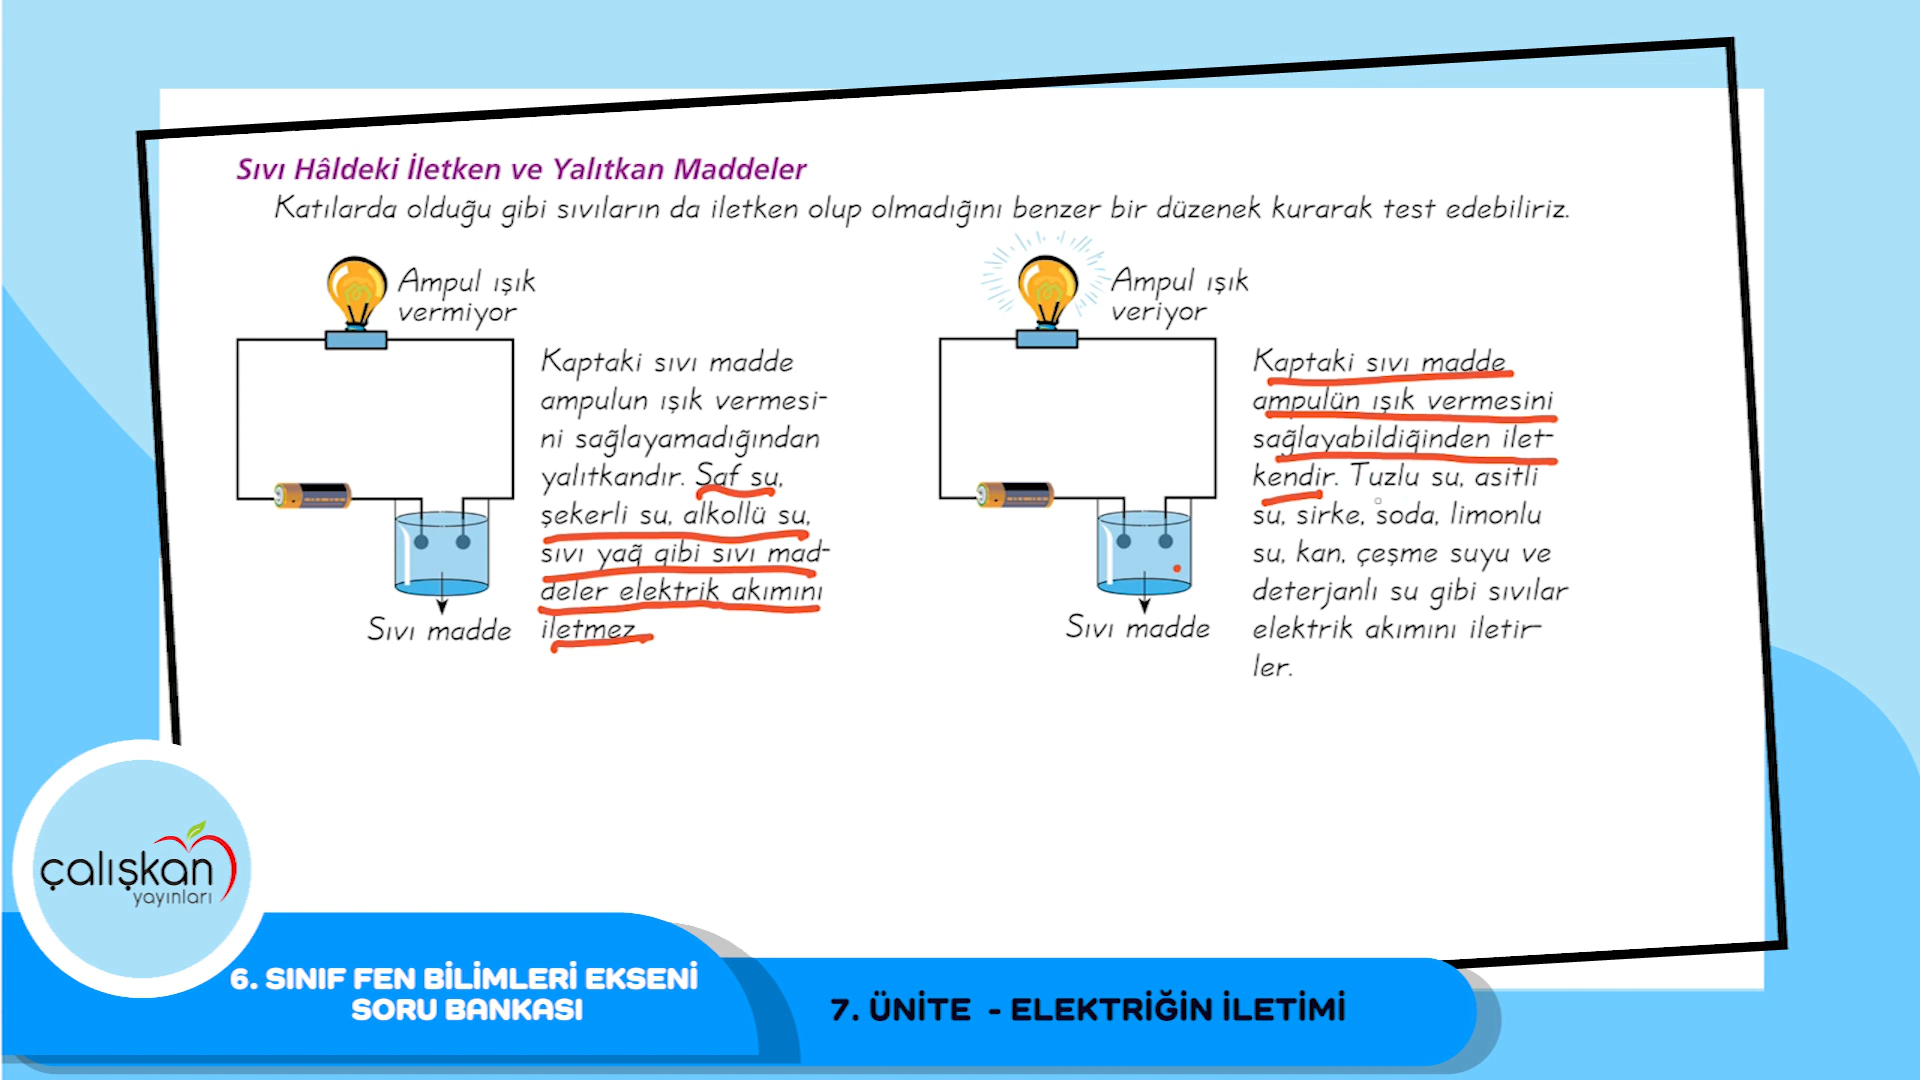 Sıvı Hâldeki İletken ve Yalıtkan Maddeler
Katılarda olduğu gibi sıvıların da iletken olup olmadığını benzer bir düzenek kurarak test edebiliriz.
Ampul ışık
vermiyor
Kaptaki sıvı madde
ampulun ışık vermesi-
ni sağlayamadığından
yalıtkandır. Saf su,
şekerli su, alkollü su,
sıvı yağ gibi sıvı mad-
deler elektrik akımını
iletmez.
Sıvı madde
Ampul ışık
veriyor
Kaptaki sıvı madde
ampulün ışık vermesini
sağlayabildiğinden ilet-
kendir. Tuzlu su, asitli
su, sirke, soda, limonlu
su, kan, çeşme suyu ve
deterjanlı su gibi sıvılar
elektrik akımını iletir-
ler.
Sıvı madde
çalışkan
yayınları
6. SINIF FEN BİLİMLERİ EKSENİ
SORU BANKASI
7. ÜNİTE - ELEKTRİĞİN İLETİMİ